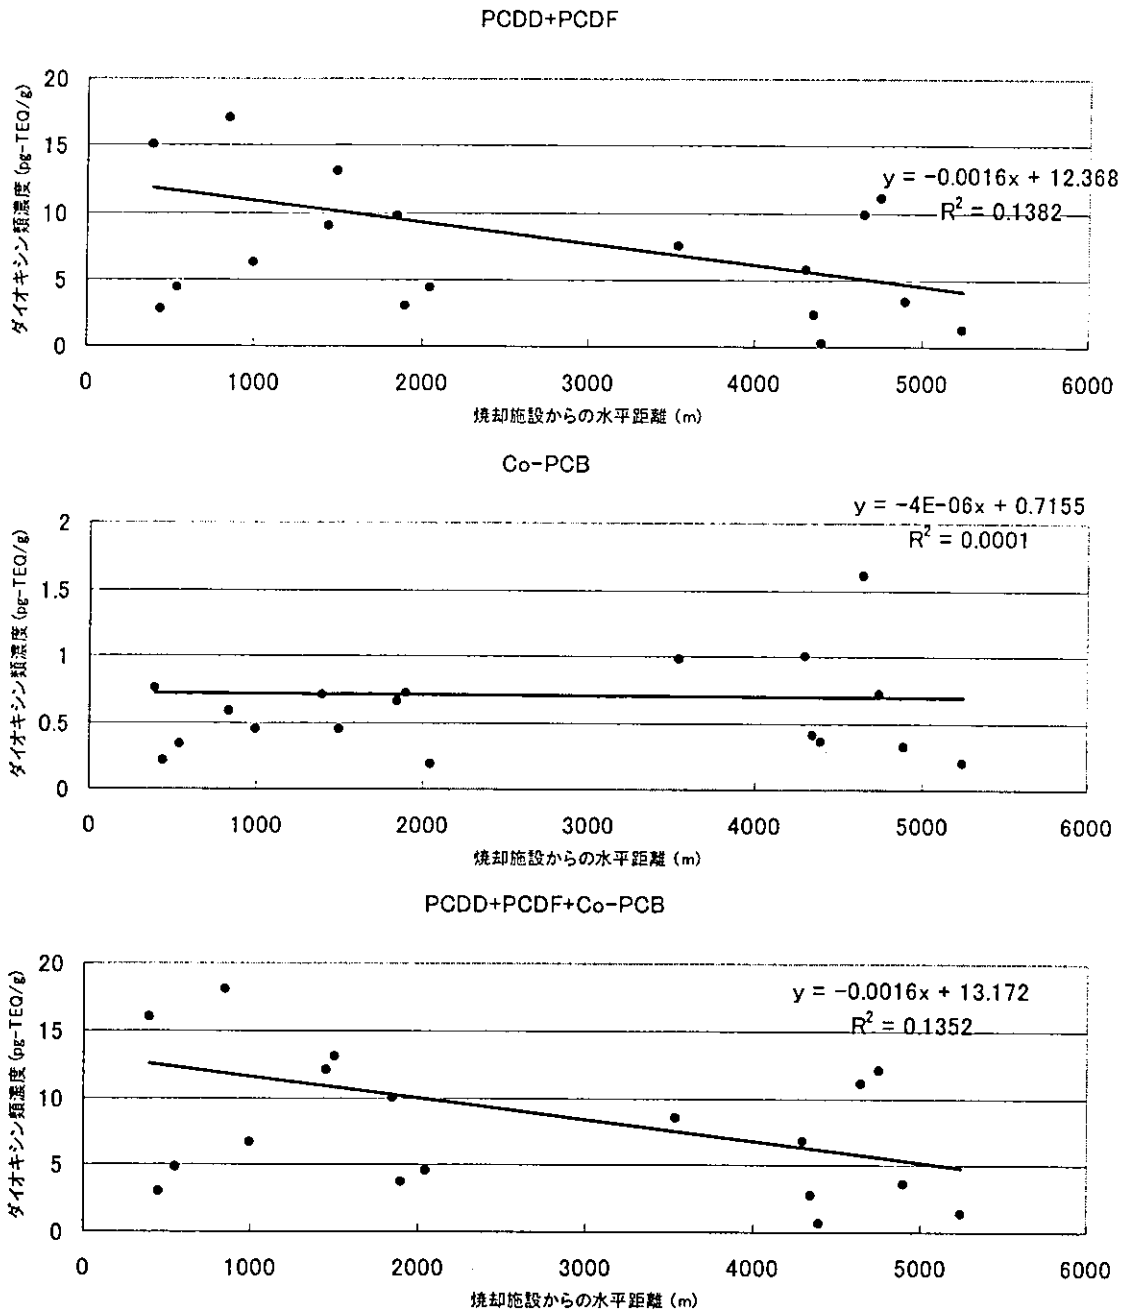 PCDD+PCDF
ダイオキシン類濃度 (pg-TEQ/g)
20
15
10
5
0
y = -0.0016x + 12.368
R² = 0.1382
0 1000 2000 3000 4000 5000 6000
焼却施設からの水平距離 (m)
Co-PCB
ダイオキシン類濃度 (pg-TEQ/g)
y = -4E-06x + 0.7155
R² = 0.0001
2
1.5
1
0.5
0
0 1000 2000 3000 4000 5000 6000
焼却施設からの水平距離 (m)
PCDD+PCDF+Co-PCB
ダイオキシン類濃度 (pg-TEQ/g)
20
15
10
5
0
y = -0.0016x + 13.172
R² = 0.1352
0 1000 2000 3000 4000 5000 6000
焼却施設からの水平距離 (m)